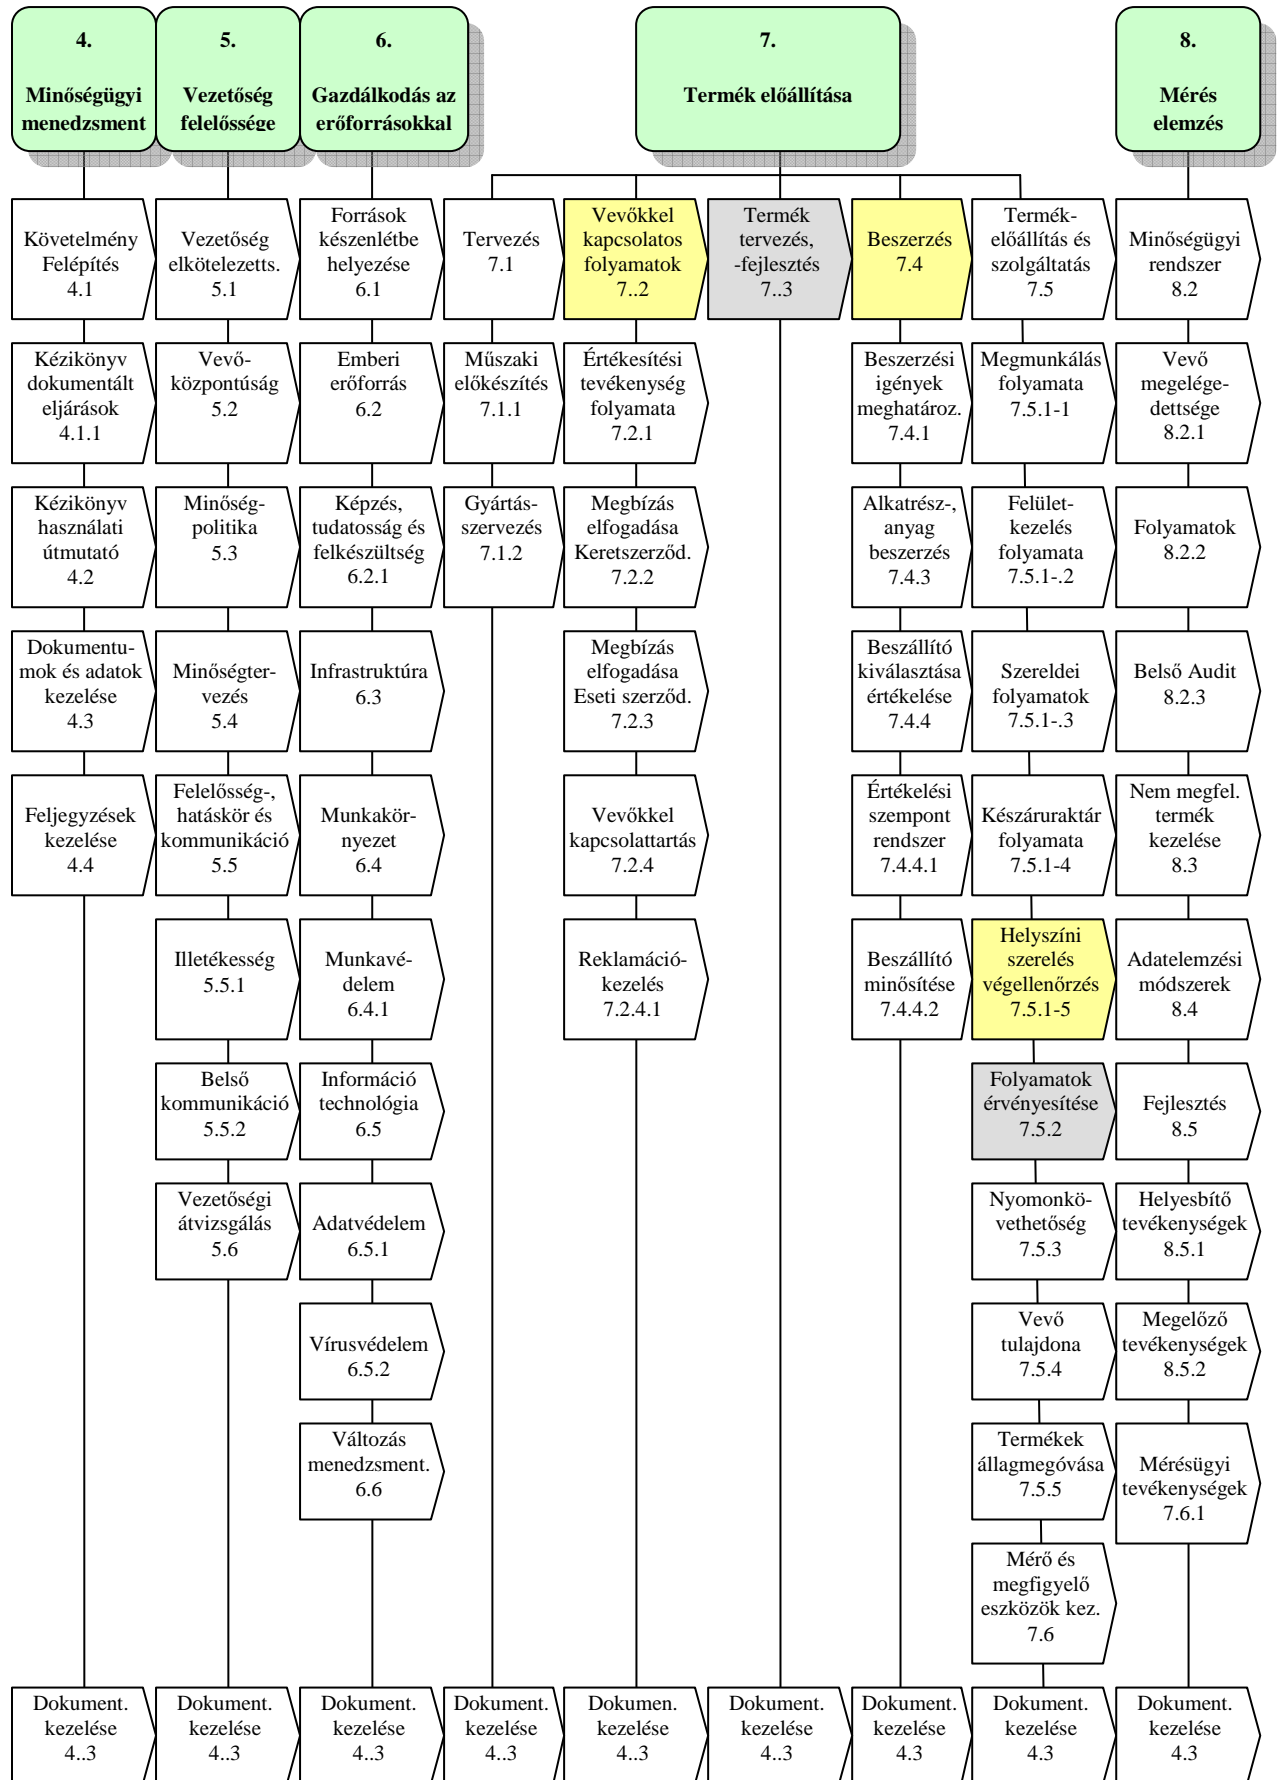 4.
Minőségügyi
menedzsment
5.
Vezetőség
felelőssége
6.
Gazdálkodás az
erőforrásokkal
7.
Termék előállítása
8.
Mérés
elemzés
Követelmény
Felépítés
4.1
Vezetőség
elkötelezetts.
5.1
Források
készenlétbe
helyezése
6.1
Tervezés
7.1
Vevőkkel
kapcsolatos
folyamatok
7..2
Termék
tervezés,
-fejlesztés
7..3
Beszerzés
7.4
Termék-
előállítás és
szolgáltatás
7.5
Minőségügyi
rendszer
8.2
Kézikönyv
dokumentált
eljárások
4.1.1
Vevő-
központúság
5.2
Emberi
erőforrás
6.2
Műszaki
előkészítés
7.1.1
Értékesítési
tevékenység
folyamata
7.2.1
Beszerzési
igények
meghatároz.
7.4.1
Megmunkálás
folyamata
7.5.1-1
Vevő
megelége-
dettsége
8.2.1
Kézikönyv
használati
útmutató
4.2
Minőség-
politika
5.3
Képzés,
tudatosság és
felkészültség
6.2.1
Gyártás-
szervezés
7.1.2
Megbízás
elfogadása
Keretszerződ.
7.2.2
Alkatrész-,
anyag
beszerzés
7.4.3
Felület-
kezelés
folyamata
7.5.1-.2
Folyamatok
8.2.2
Dokumentu-
mok és adatok
kezelése
4.3
Minőségter-
vezés
5.4
Infrastruktúra
6.3
Megbízás
elfogadása
Eseti szerződ.
7.2.3
Beszállító
kiválasztása
értékelése
7.4.4
Szereldei
folyamatok
7.5.1-.3
Belső Audit
8.2.3
Feljegyzések
kezelése
4.4
Felelősség-,
hatáskör és
kommunikáció
5.5
Munkakör-
nyezet
6.4
Vevőkkel
kapcsolattartás
7.2.4
Értékelési
szempont
rendszer
7.4.4.1
Készáruraktár
folyamata
7.5.1-4
Nem megfel.
termék
kezelése
8.3
Illetékesség
5.5.1
Munkavé-
delem
6.4.1
Reklamáció-
kezelés
7.2.4.1
Beszállító
minősítése
7.4.4.2
Helyszíni
szerelés
végellenőrzés
7.5.1-5
Adatelemzési
módszerek
8.4
Belső
kommunikáció
5.5.2
Információ
technológia
6.5
Folyamatok
érvényesítése
7.5.2
Fejlesztés
8.5
Vezetőségi
átvizsgálás
5.6
Adatvédelem
6.5.1
Nyomonkö-
vethetőség
7.5.3
Helyesbítő
tevékenységek
8.5.1
Vírusvédelem
6.5.2
Vevő
tulajdona
7.5.4
Megelőző
tevékenységek
8.5.2
Változás
menedzsment.
6.6
Termékek
állagmegóvása
7.5.5
Mérésügyi
tevékenységek
7.6.1
Mérő és
megfigyelő
eszközök kez.
7.6
Dokument.
kezelése
4..3
Dokument.
kezelése
4..3
Dokument.
kezelése
4..3
Dokument.
kezelése
4..3
Dokumen.
kezelése
4..3
Dokument.
kezelése
4..3
Dokument.
kezelése
4.3
Dokument.
kezelése
4.3
Dokument.
kezelése
4.3